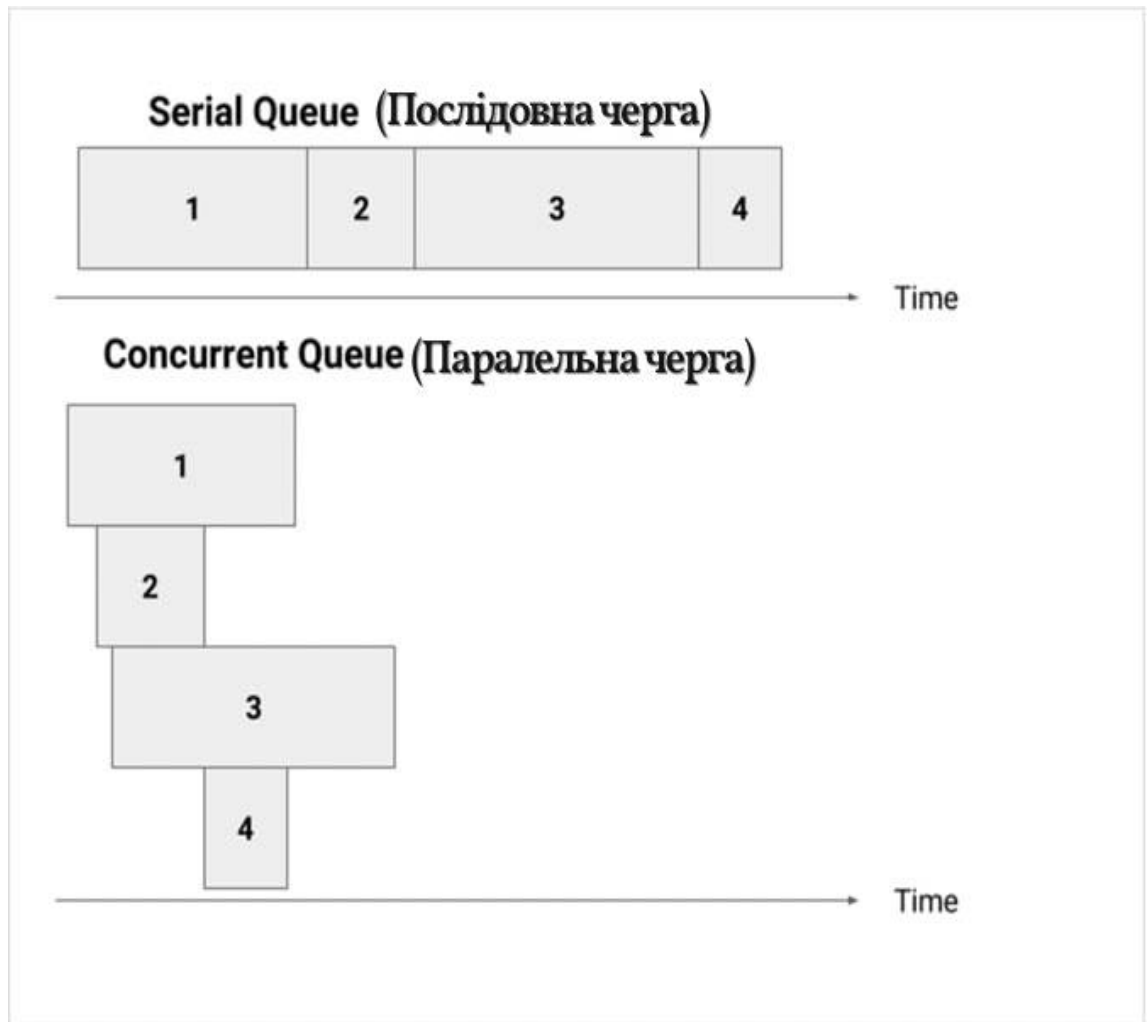 Serial Queue (Послідовна черга)
1 2 3 4
Time
Concurrent Queue (Паралельна черга)
1
2
3
4
Time